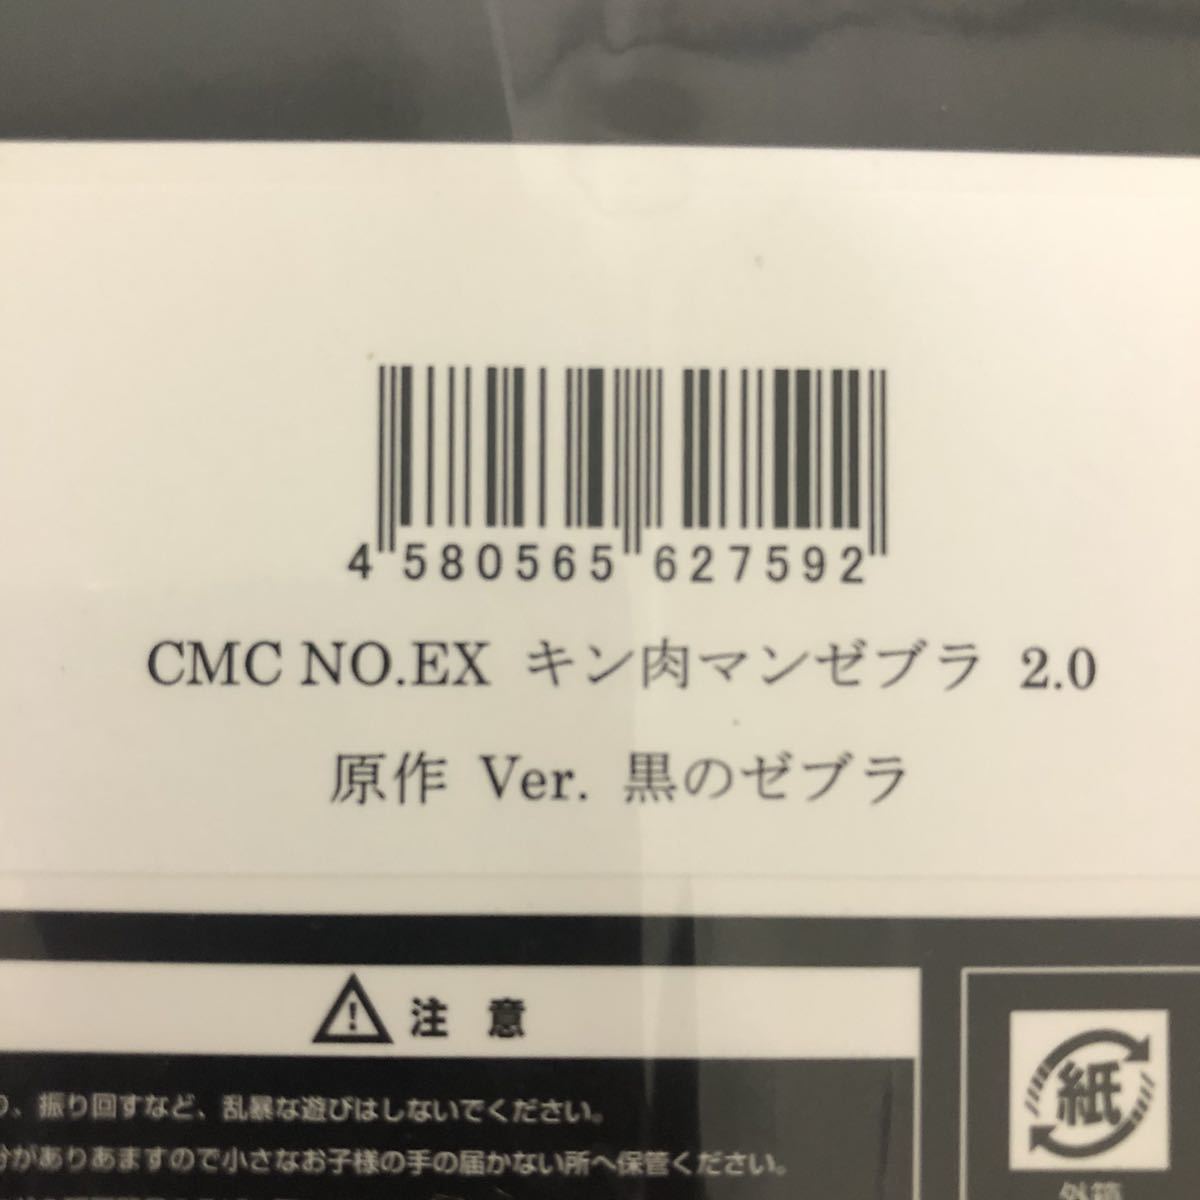 4 580565 627592
CMC NO.EX キン肉マンゼブラ 2.0
原作 Ver. 黒のゼブラ
注 意
紙
、振り回すなど、乱暴な遊びはしないでください。
がありあますので小さなお子様の手の届かない所へ保管ください。